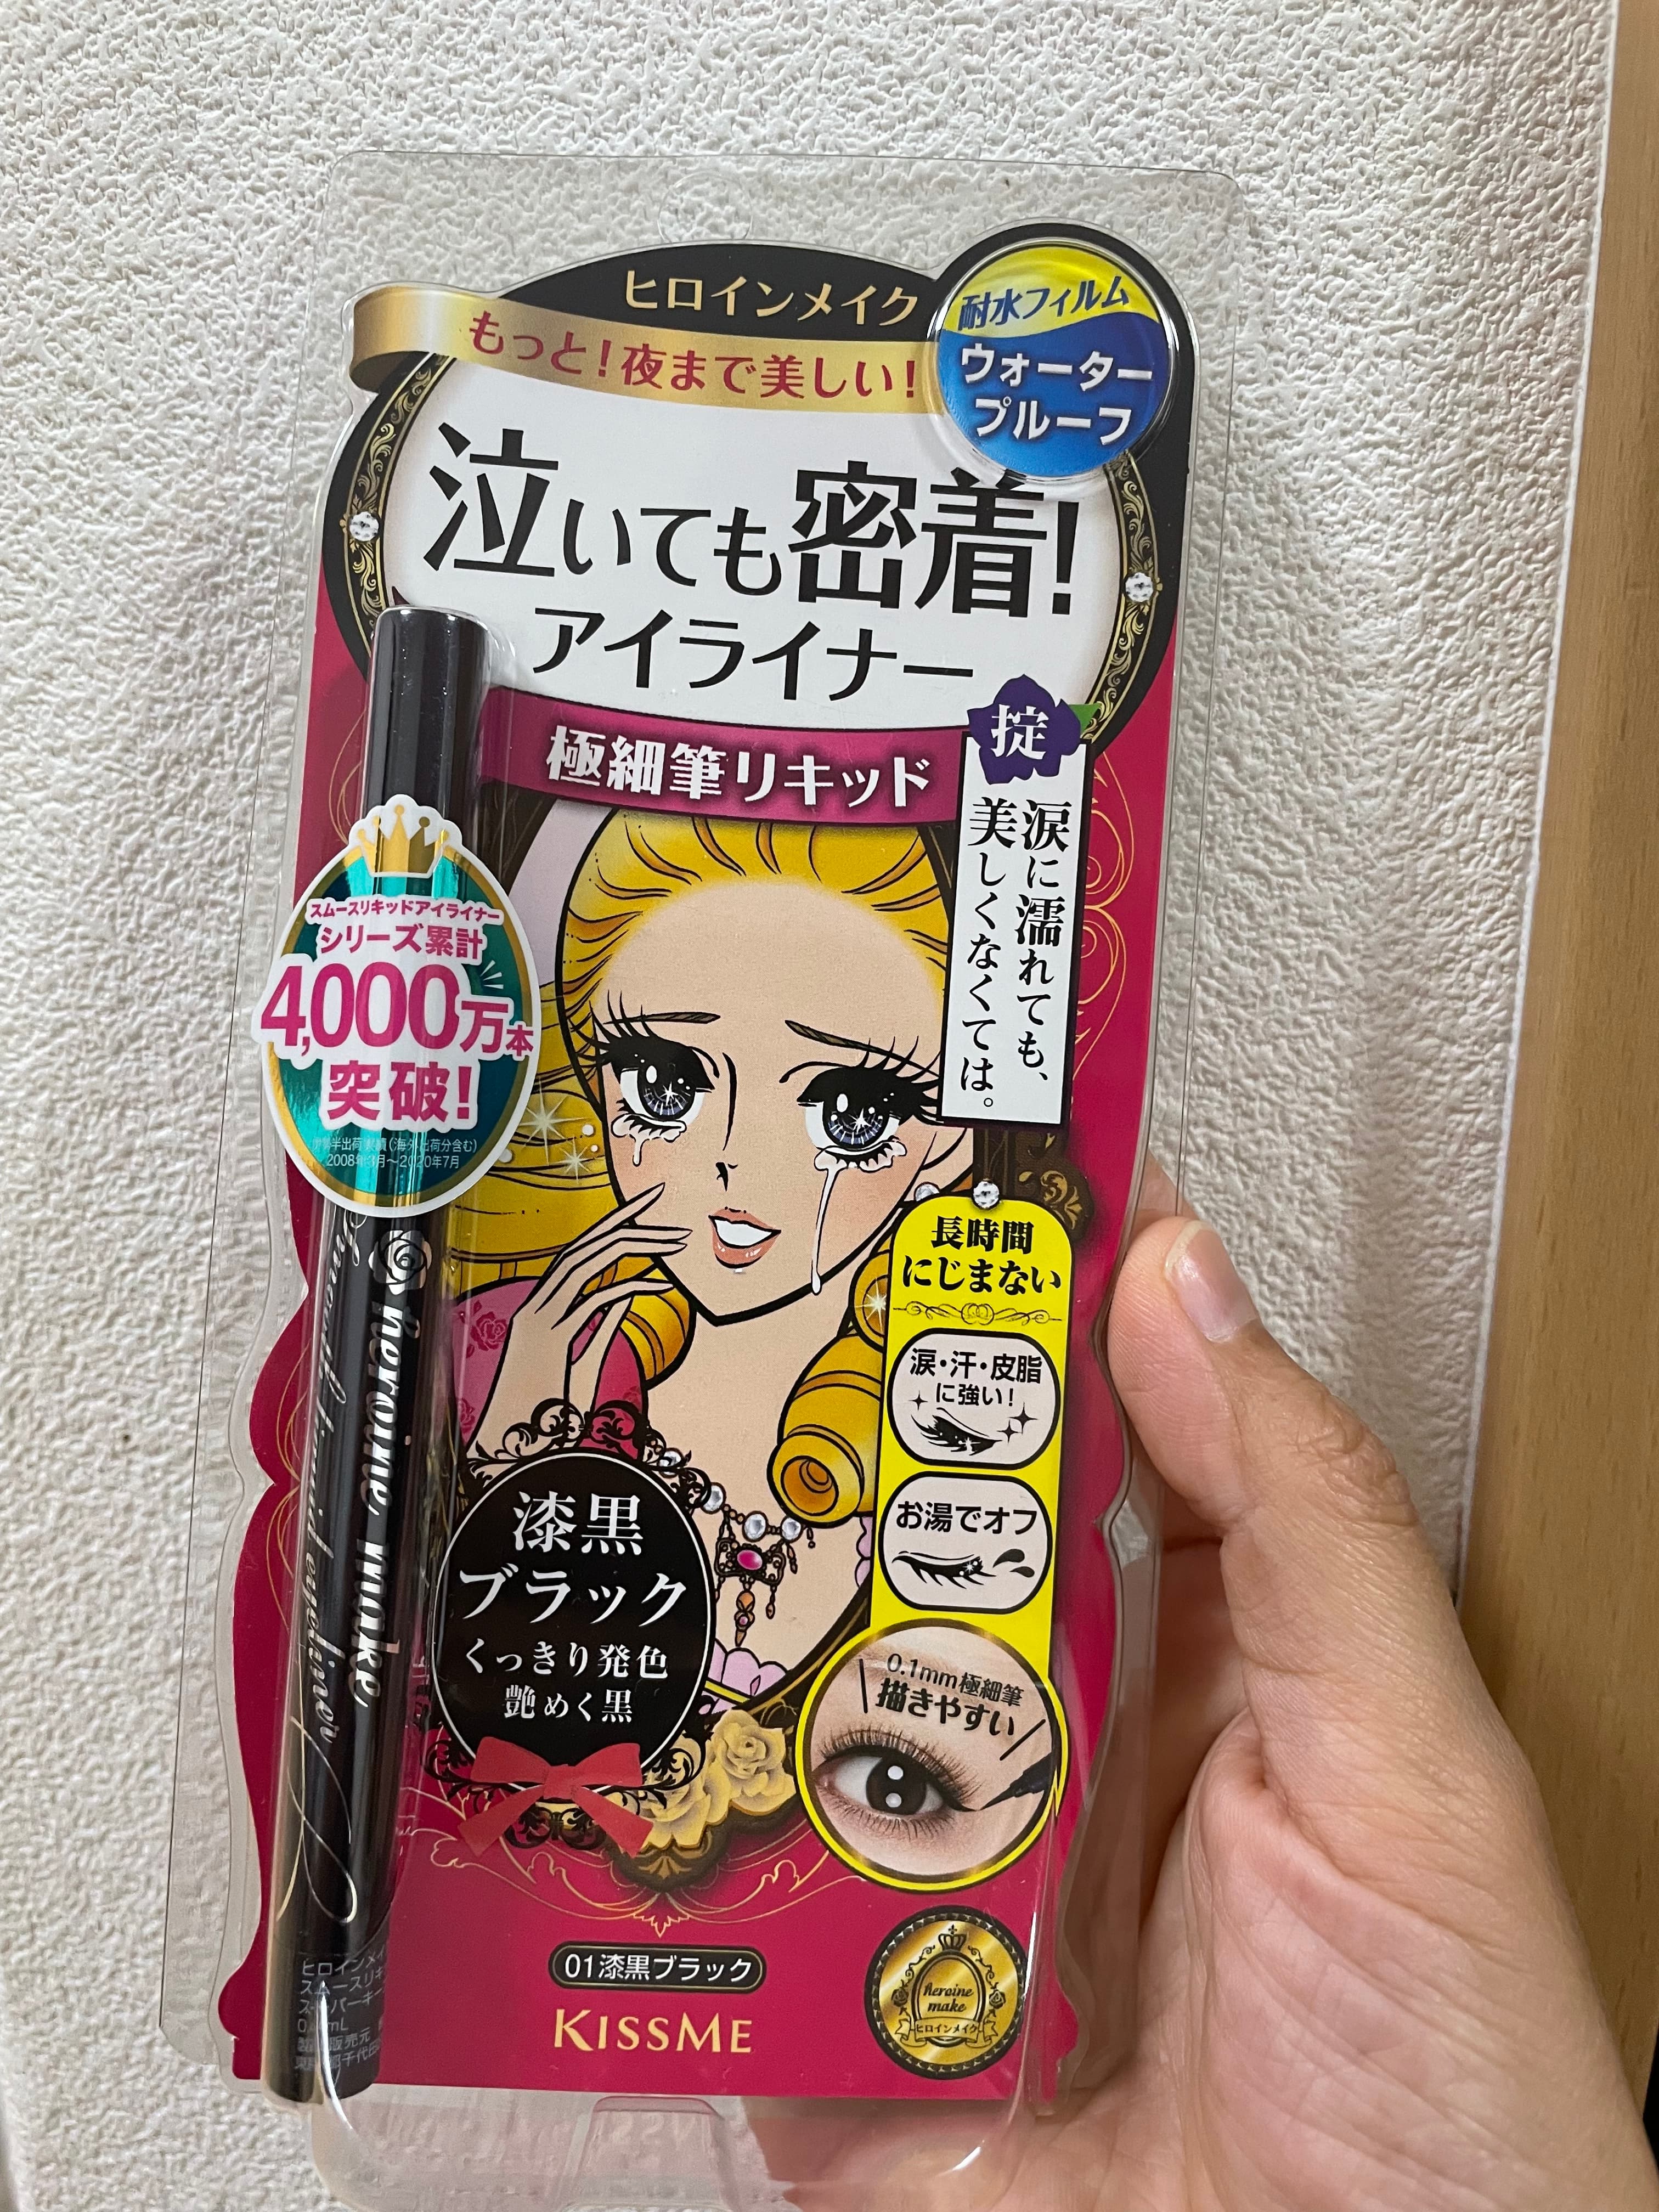 ヒロインメイク
もっと!夜まで美しい!
耐水フィルム
ウォーター
プルーフ
泣いても密着!
アイライナー
極細筆リキッド
掟
涙に濡れても、
美しくなくては。
スムースリキッドアイライナー
シリーズ累計
4,000万本
突破!
2008年3月〜2020年7月
長時間
にじまない
涙・汗・皮脂
に強い!
お湯でオフ
0.1mm極細筆
描きやすい
heroine make
Smooth liquid eyeliner
漆黒
ブラック
くっきり発色
艶めく黒
01漆黒ブラック
KISSME
heroine
make
ヒロインメイク